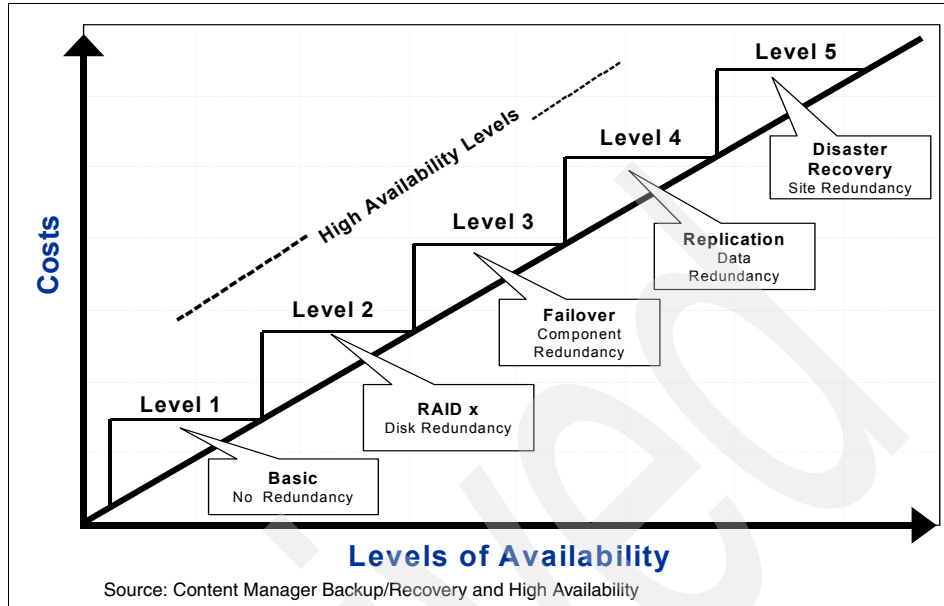 Level 5
Disaster
Recovery
Site Redundancy
High Availability Levels
Level 4
Replication
Data
Redundancy
Level 3
Failover
Component
Redundancy
Level 2
RAID x
Disk Redundancy
Level 1
Basic
No Redundancy
Costs
Levels of Availability
Source: Content Manager Backup/Recovery and High Availability